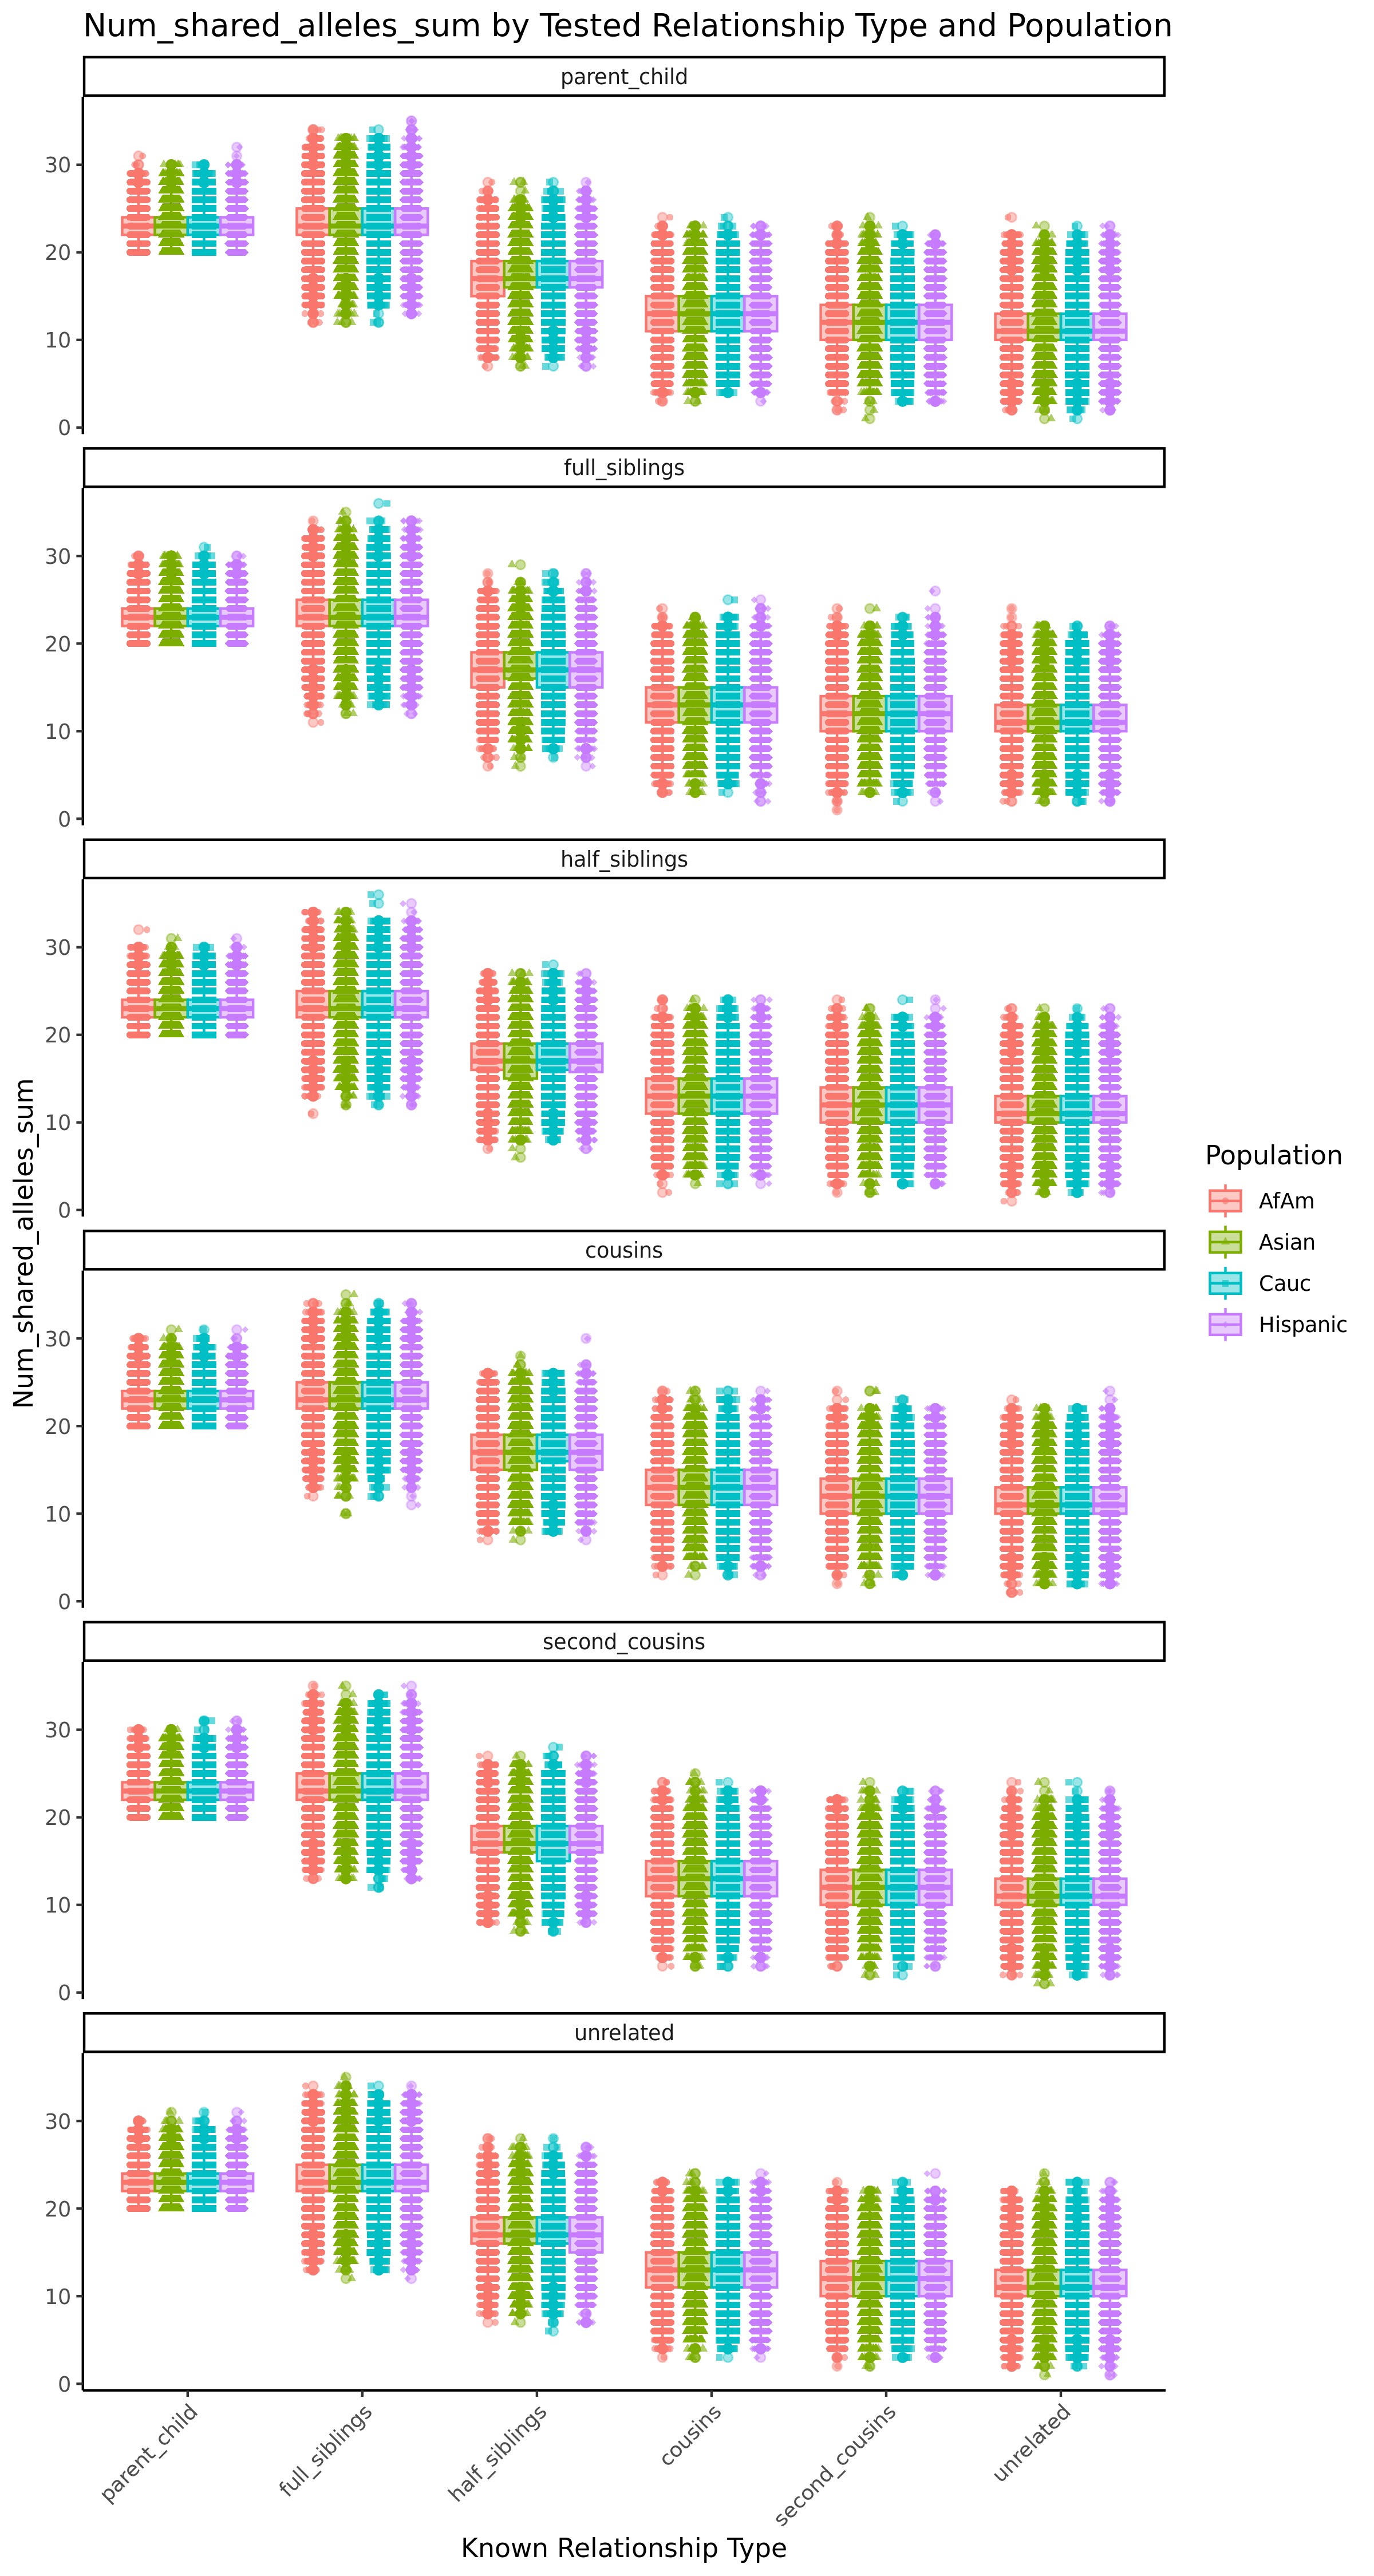 Num_shared_alleles_sum by Tested Relationship Type and Population
parent_child
30
20
10
0
full_siblings
30
20
10
0
half_siblings
30
20
10
0
cousins
30
20
10
0
second_cousins
30
20
10
0
unrelated
30
20
10
0
Num_shared_alleles_sum
parent_child
full_siblings
half_siblings
cousins
second_cousins
unrelated
Known Relationship Type
Population
AfAm
Asian
Cauc
Hispanic